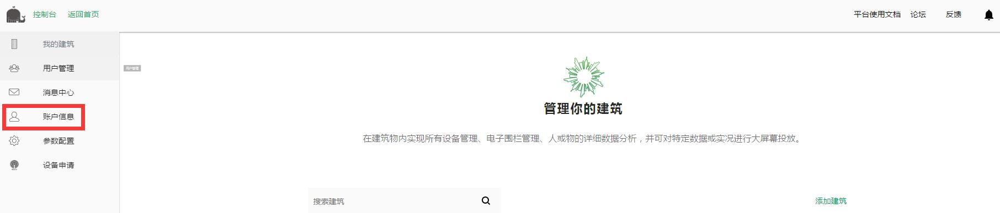 控制台 返回首页 平台使用文档 论坛 反馈
我的建筑
用户管理
用户管理
消息中心
账户信息
参数配置
设备申请
管理你的建筑
在建筑物内实现所有设备管理、电子围栏管理、人或物的详细数据分析，并可对特定数据或实况进行大屏幕投放。
搜索建筑
添加建筑